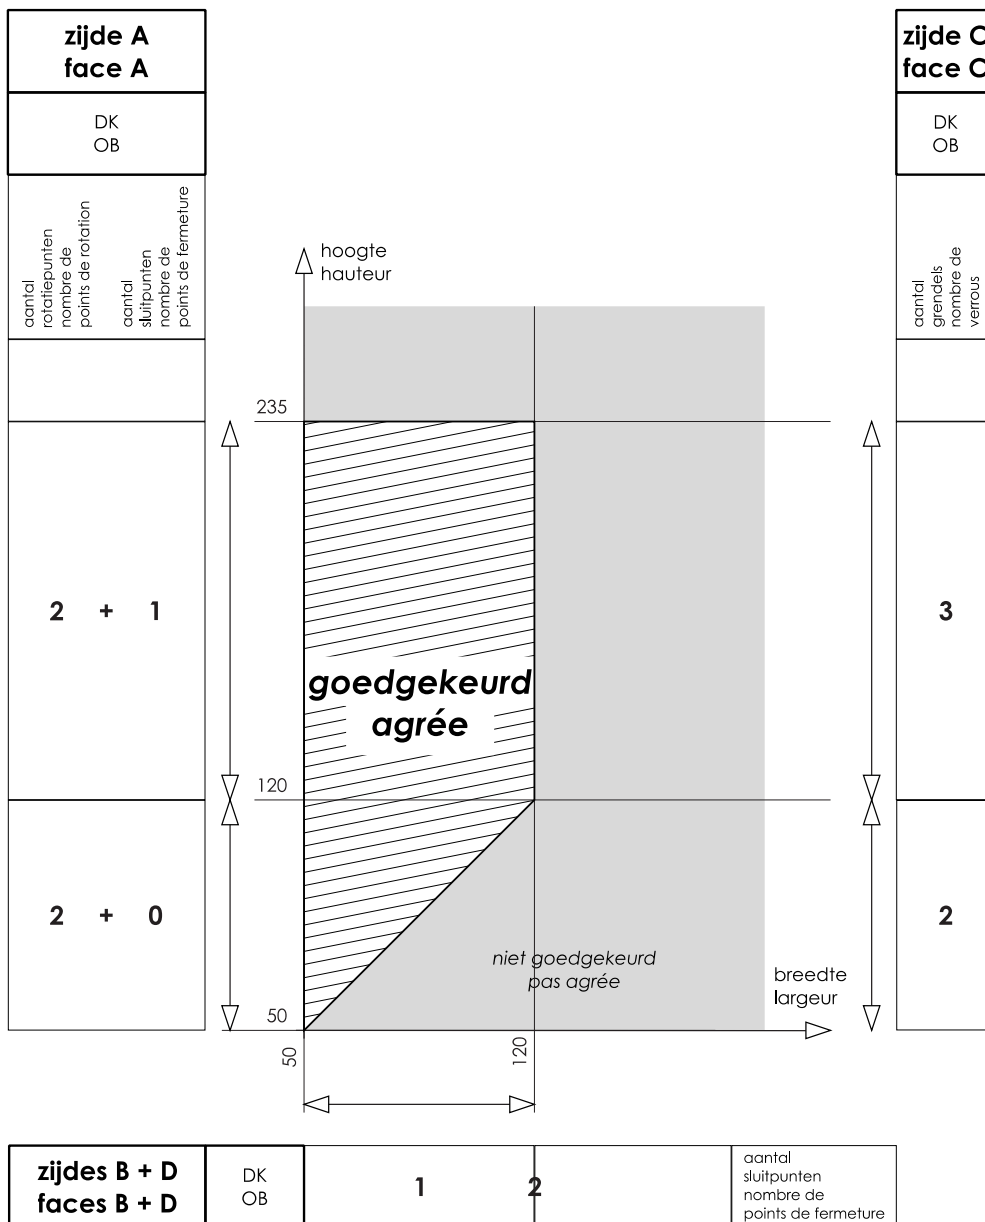 zijde A
face A
DK
OB
aantal
rotatiepunten
nombre de
points de rotation
aantal
sluitpunten
nombre de
points de fermeture
zijde C
face C
DK
OB
aantal
grendels
nombre de
verrous
hoogte
hauteur
235
2 + 1
3
goedgekeurd
agrée
120
2 + 0
2
niet goedgekeurd
pas agrée
breedte
largeur
50
50
120
zijdes B + D
faces B + D
DK
OB
1
2
aantal
sluitpunten
nombre de
points de fermeture